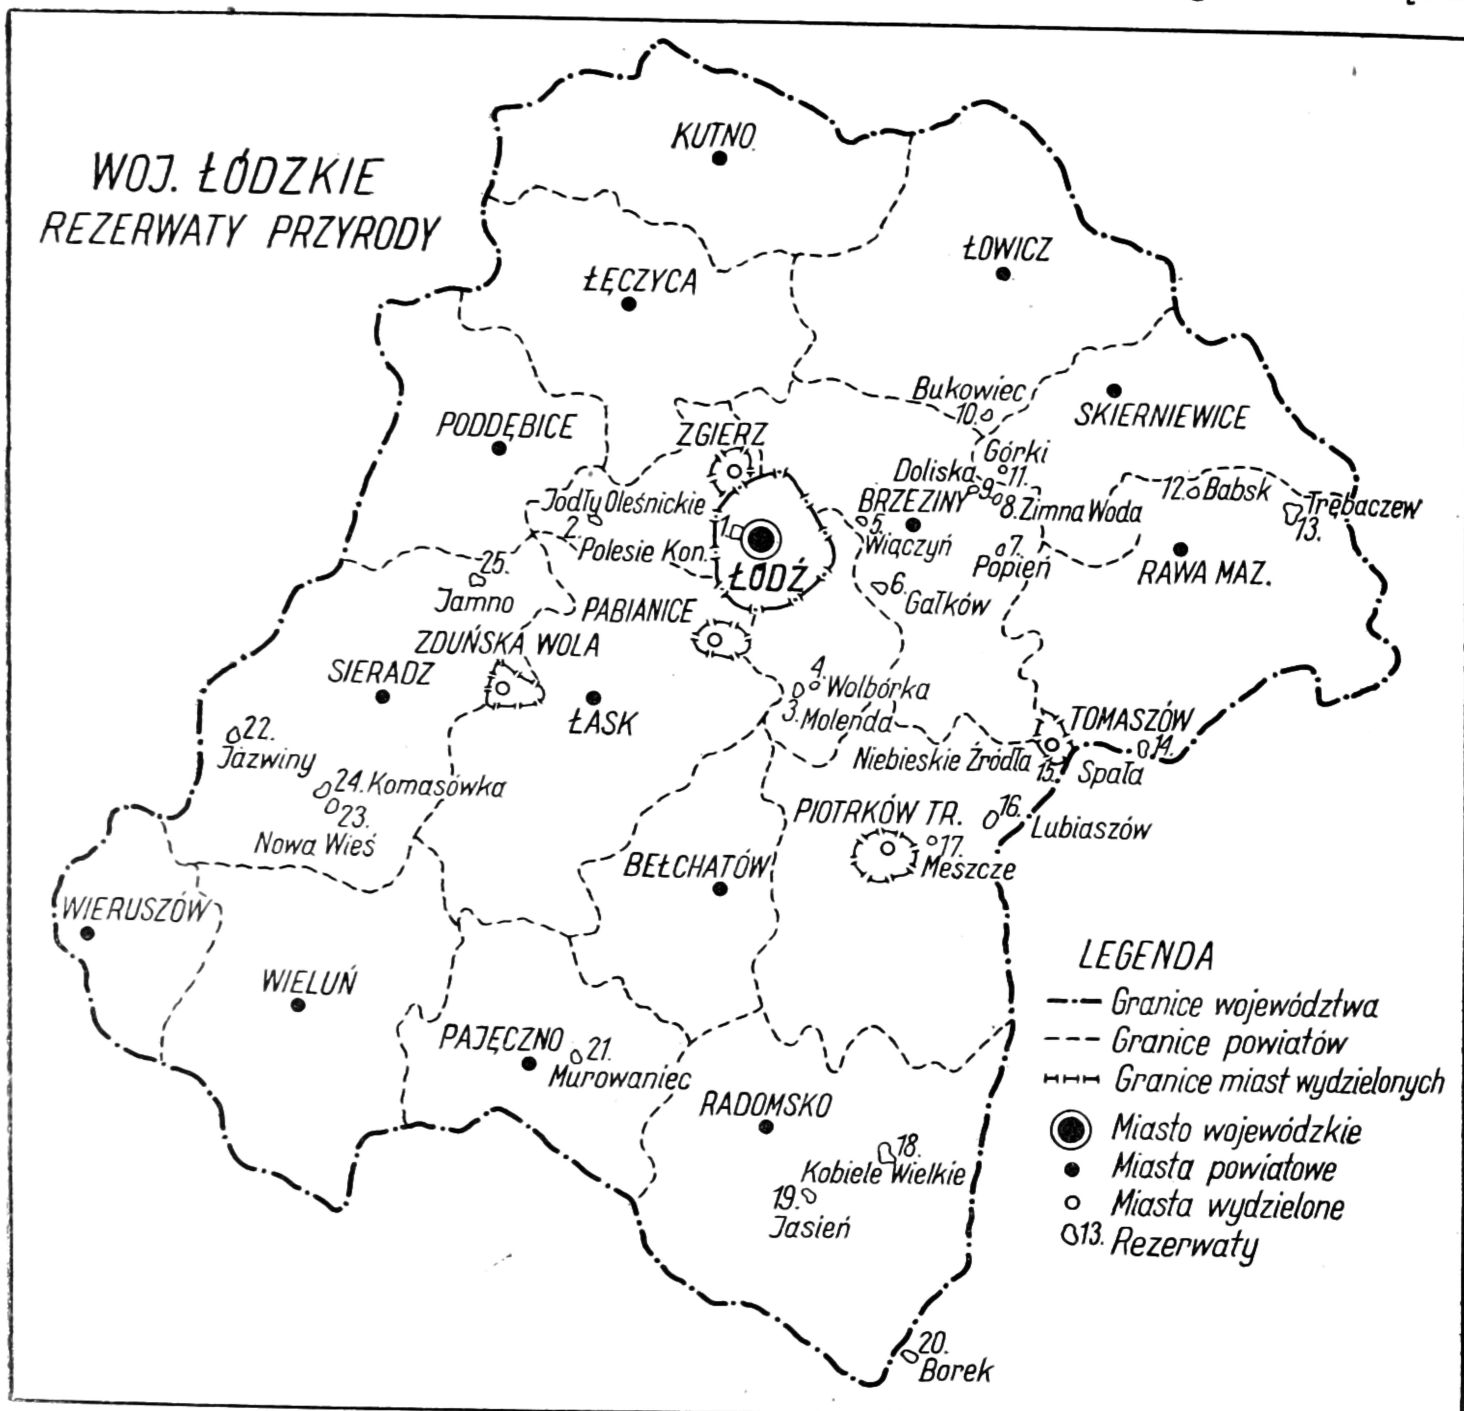 WOJ. ŁÓDZKIE
REZERWATY PRZYRODY
KUTNO
ŁOWICZ
ŁĘCZYCA
Bukowiec
10.
SKIERNIEWICE
PODDĘBICE
ZGIERZ
Górki
11.
Doliska
9.
12. Babsk
Trębaczew
13.
Jodły Oleśnickie
2.
BRZEZINY
8. Zimna Woda
1.
Polesie Kon.
5.
Wiączyń
7.
Popień
RAWA MAZ.
ŁÓDŹ
25.
Jamno
6.
Gałków
PABIANICE
ZDUŃSKA WOLA
SIERADZ
4.
Wolbórka
3. Molenda
ŁASK
TOMASZÓW
14.
22.
Jaźwiny
Niebieskie Źródła
15.
Spała
24. Komasówka
23.
Nowa Wieś
PIOTRKÓW TR.
16.
Lubiaszów
17.
Meszcze
BEŁCHATÓW
WIERUSZÓW
WIELUŃ
PAJĘCZNO
21.
Murowaniec
RADOMSKO
18.
Kobiele Wielkie
19.
Jasień
20.
Borek
LEGENDA
Granice województwa
Granice powiatów
Granice miast wydzielonych
Miasto wojewódzkie
Miasta powiatowe
Miasta wydzielone
13. Rezerwaty